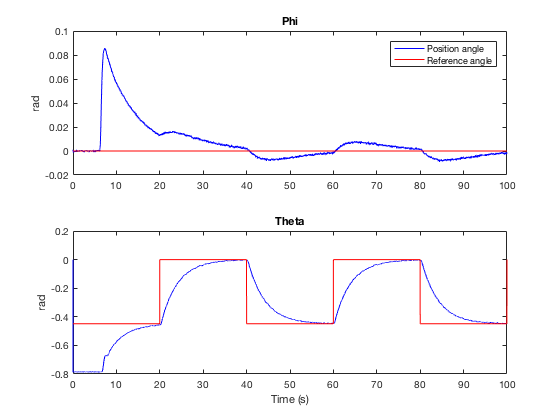 Phi
0.1
0.08
0.06
0.04
0.02
0
-0.02
rad
Position angle
Reference angle
0 10 20 30 40 50 60 70 80 90 100
Theta
0.2
0
-0.2
-0.4
-0.6
-0.8
rad
0 10 20 30 40 50 60 70 80 90 100
Time (s)